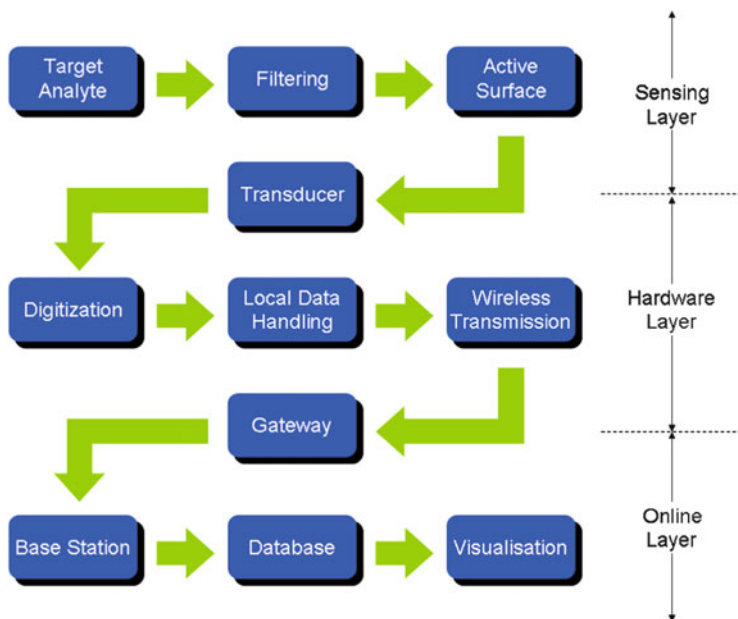 Target
Analyte
Filtering
Active
Surface
Sensing
Layer
Transducer
Digitization
Local Data
Handling
Wireless
Transmission
Hardware
Layer
Gateway
Base Station
Database
Visualisation
Online
Layer